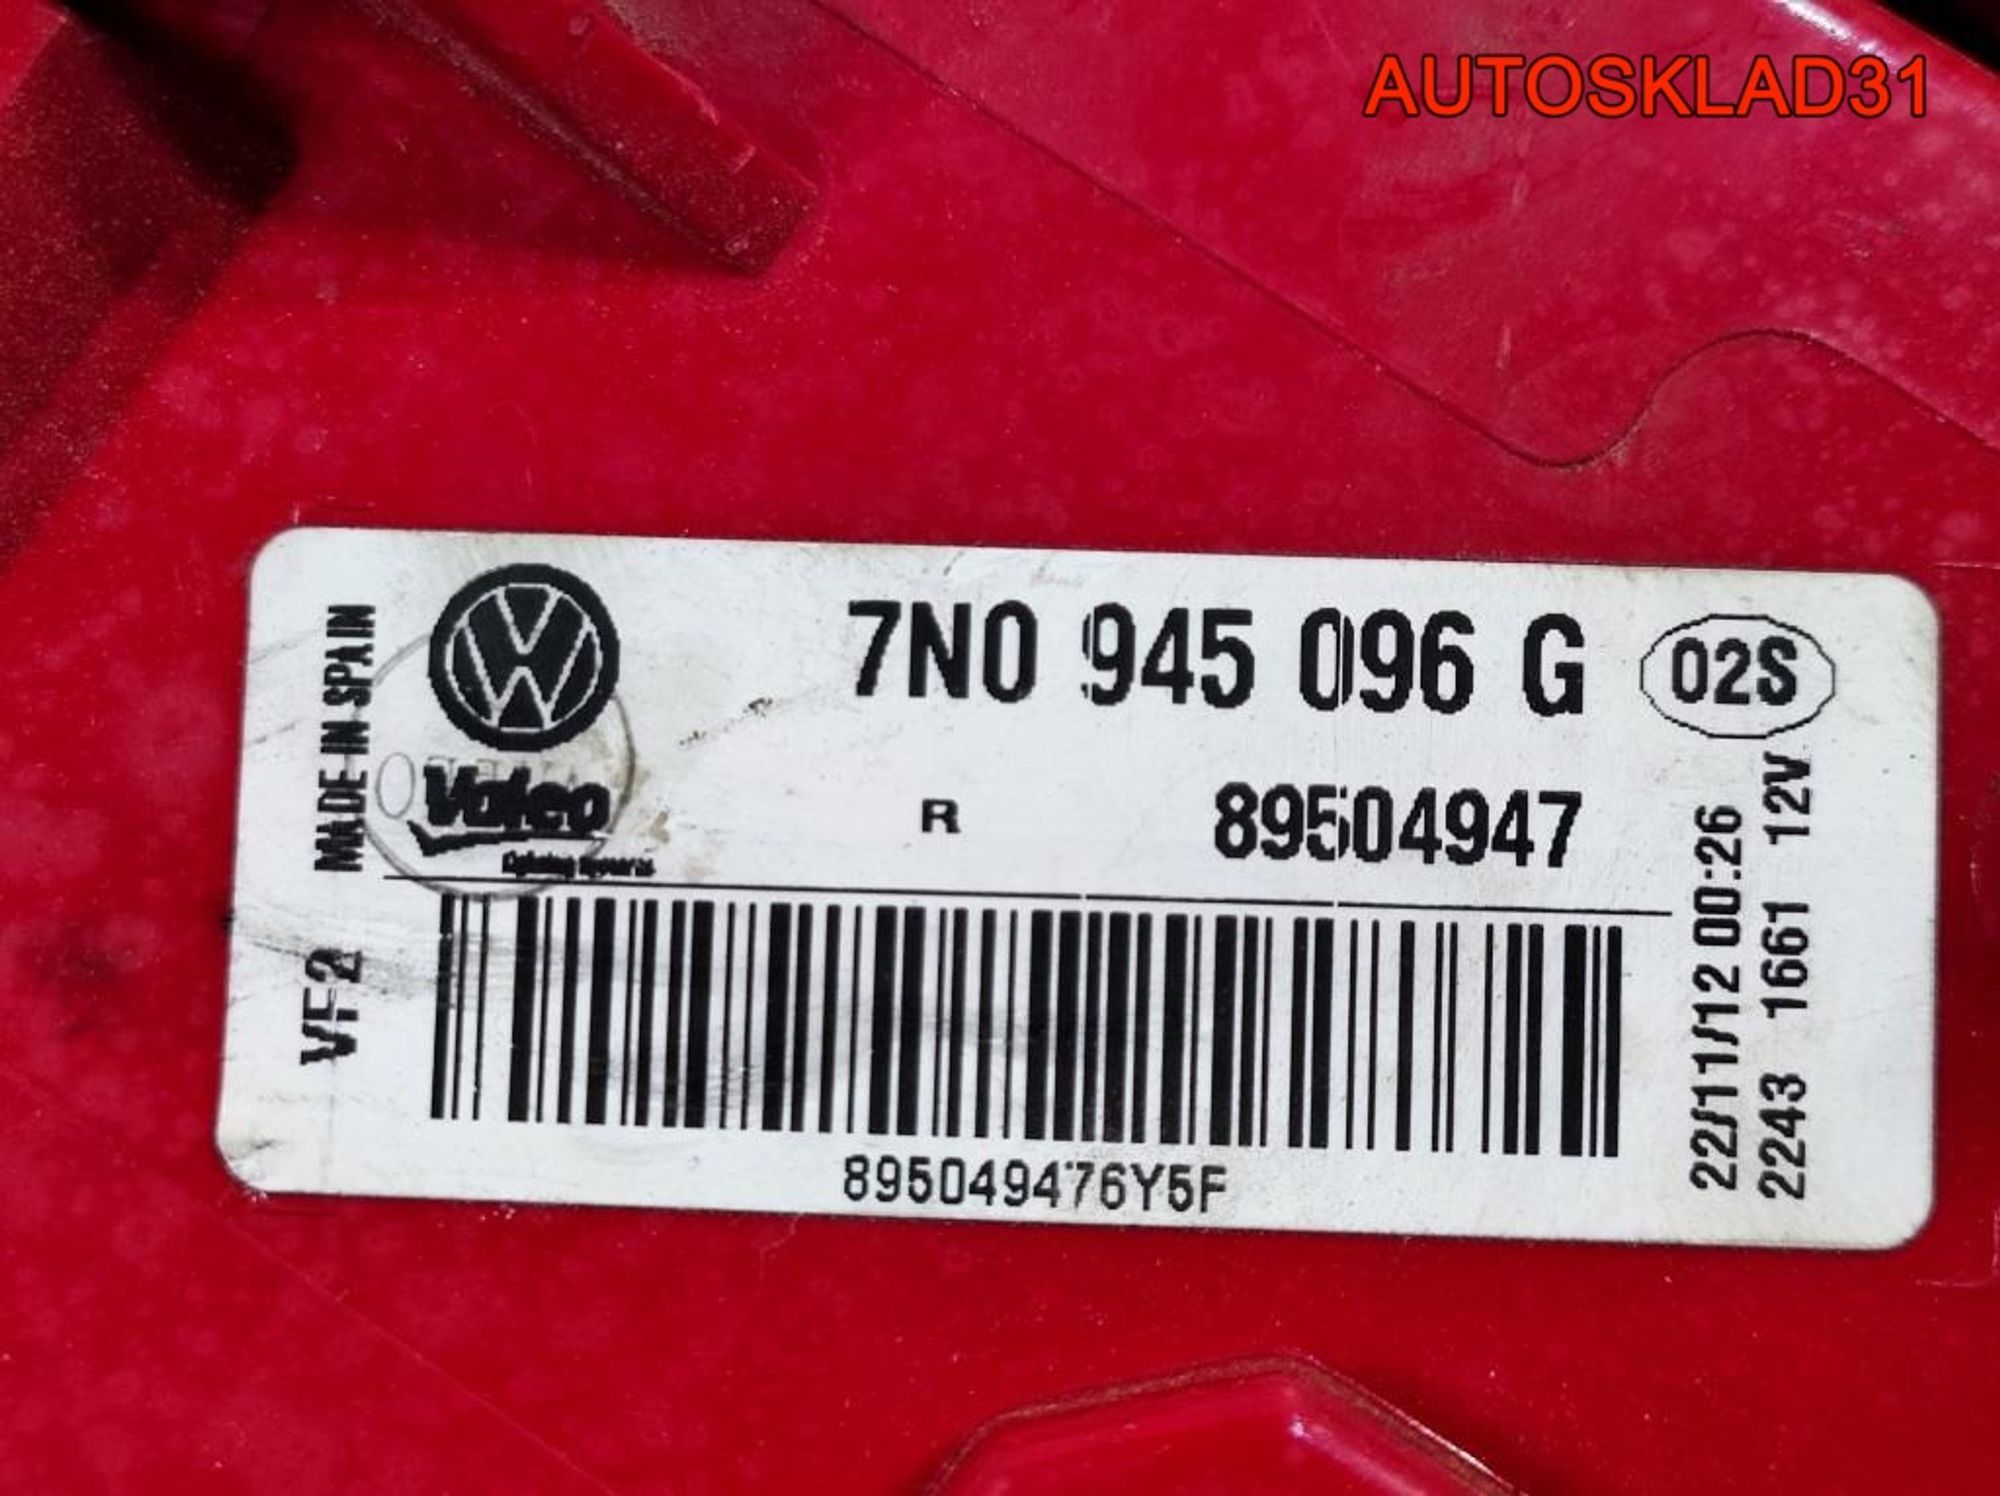 AUTOSKLAD31
MADE IN SPAIN
7N0 945 096 G
02S
Valeo
R
89504947
VF2
895049476Y5F
22/11/12 00:26
2243 1661 12V